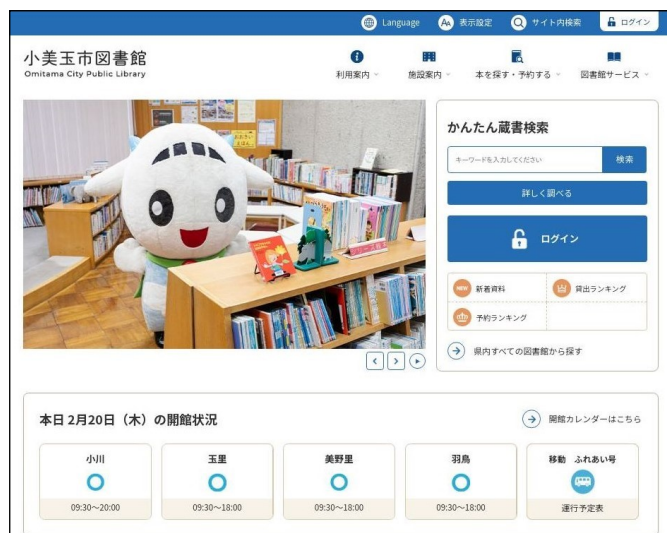 Language
表示設定
サイト内検索
ログイン
小美玉市図書館
Omitama City Public Library
利用案内
施設案内
本を探す・予約する
図書館サービス
かんたん蔵書検索
キーワードを入力してください
検索
詳しく調べる
ログイン
NEW 新着資料
貸出ランキング
予約ランキング
県内すべての図書館から探す
本日 2月20日（木）の開館状況
開館カレンダーはこちら
小川
09:30～20:00
玉里
09:30～18:00
美野里
09:30～18:00
羽鳥
09:30～18:00
移動 ふれあい号
運行予定表